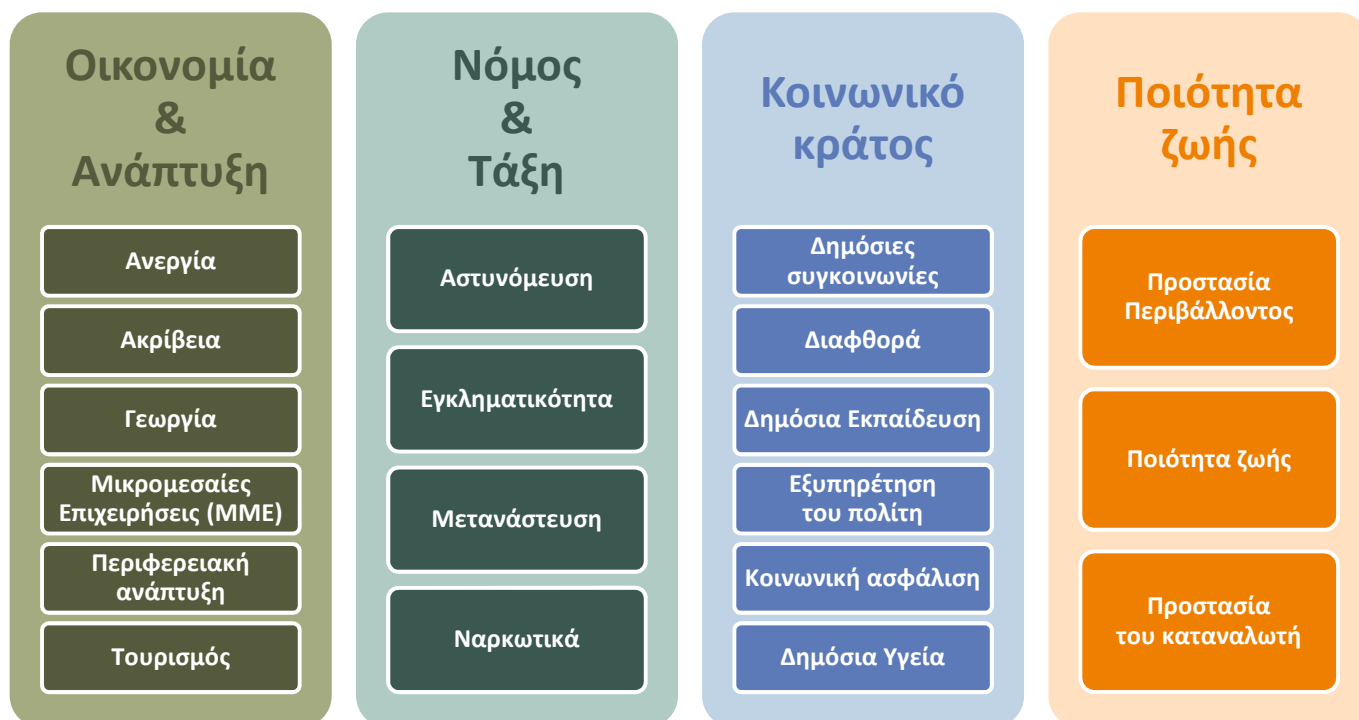 Οικονομία
&
Ανάπτυξη
Ανεργία
Ακρίβεια
Γεωργία
Μικρομεσαίες
Επιχειρήσεις (ΜΜΕ)
Περιφερειακή
ανάπτυξη
Τουρισμός
Νόμος
&
Τάξη
Αστυνόμευση
Εγκληματικότητα
Μετανάστευση
Ναρκωτικά
Κοινωνικό
κράτος
Δημόσιες
συγκοινωνίες
Διαφθορά
Δημόσια Εκπαίδευση
Εξυπηρέτηση
του πολίτη
Κοινωνική ασφάλιση
Δημόσια Υγεία
Ποιότητα
ζωής
Προστασία
Περιβάλλοντος
Ποιότητα ζωής
Προστασία
του καταναλωτή